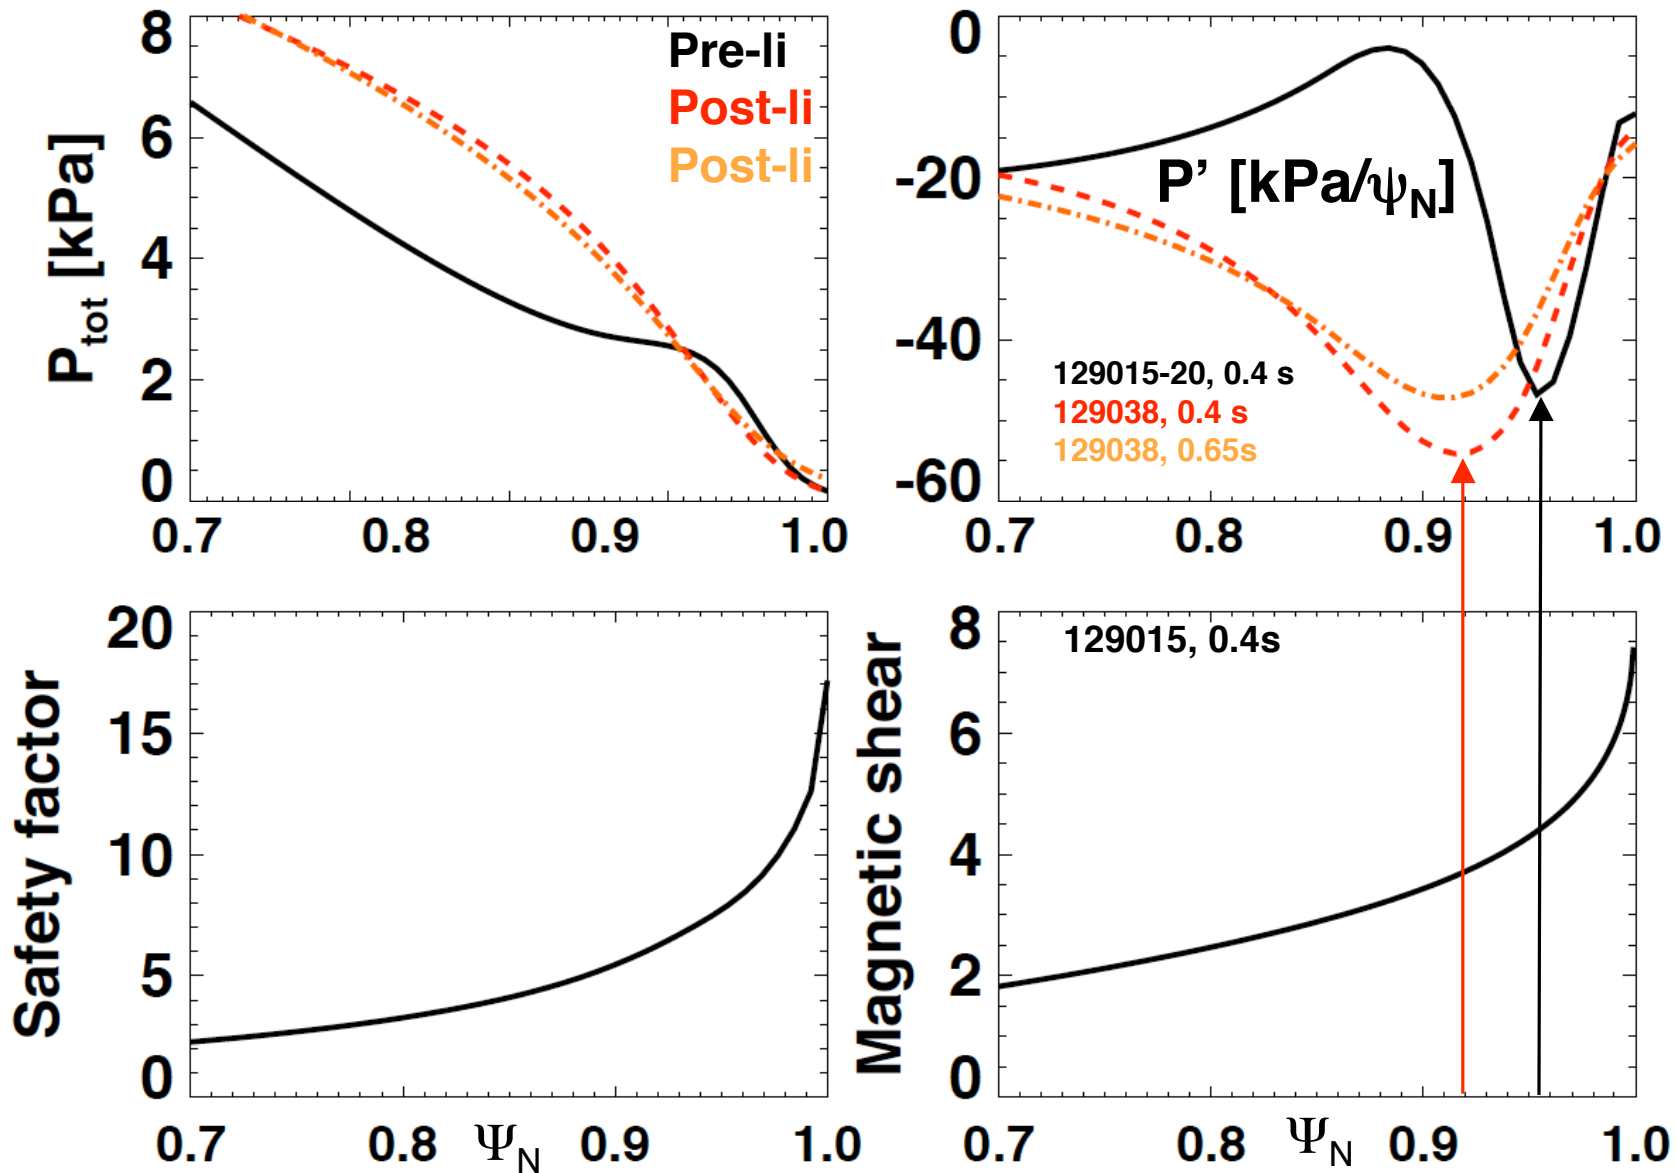 8
6
4
2
0
P_tot [kPa]
Pre-li
Post-li
Post-li
0.7 0.8 0.9 1.0
0
-20
-40
-60
P’ [kPa/ψ_N]
129015-20, 0.4 s
129038, 0.4 s
129038, 0.65s
0.7 0.8 0.9 1.0
20
15
10
5
0
Safety factor
0.7 0.8 Ψ_N 0.9 1.0
8
6
4
2
0
Magnetic shear
129015, 0.4s
0.7 0.8 Ψ_N 0.9 1.0